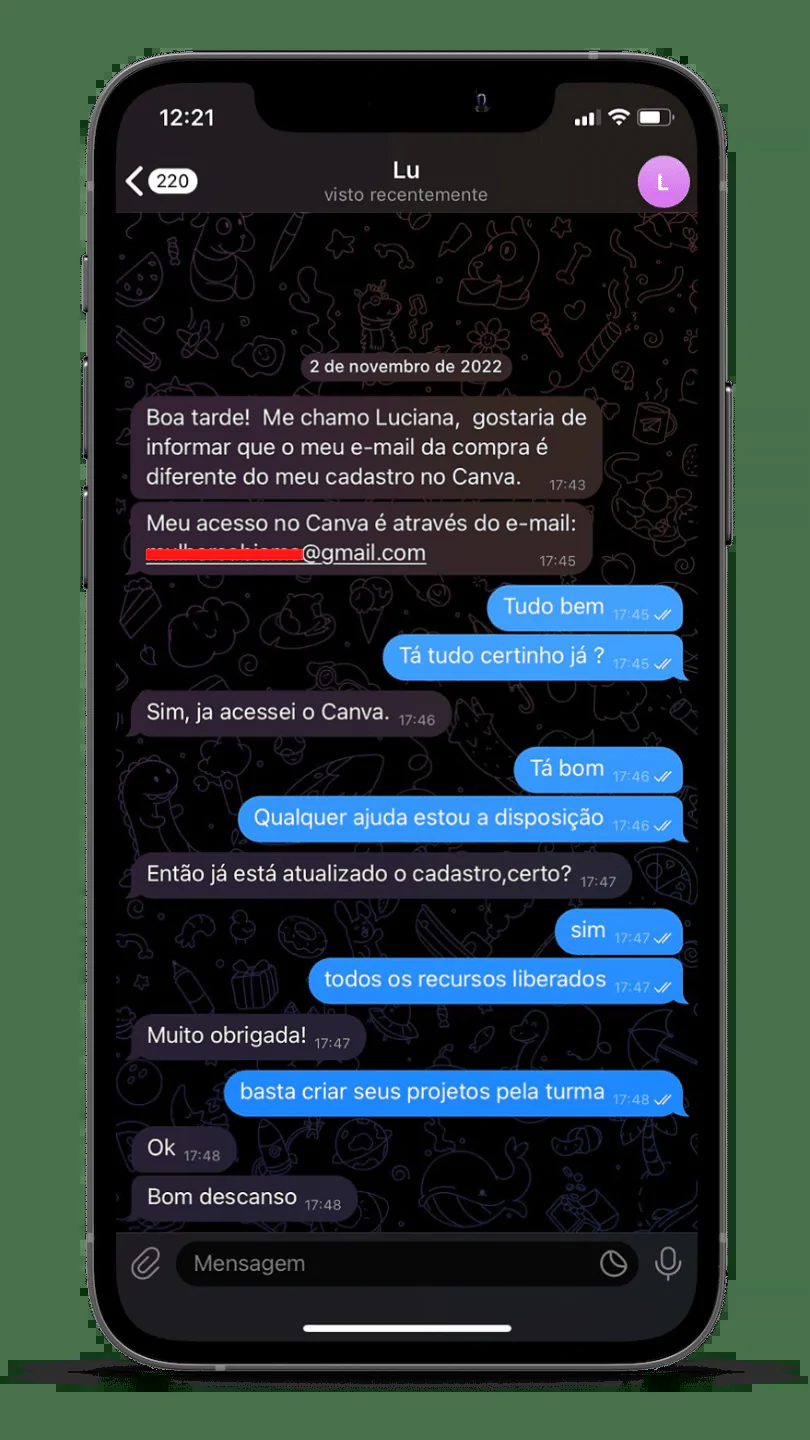 12:21
220
Lu
visto recentemente
L
2 de novembro de 2022
Boa tarde! Me chamo Luciana, gostaria de
informar que o meu e-mail da compra é
diferente do meu cadastro no Canva. 17:43
Meu acesso no Canva é através do e-mail:
@gmail.com 17:45
Tudo bem 17:45
Tá tudo certinho já ? 17:45
Sim, ja acessei o Canva. 17:46
Tá bom 17:46
Qualquer ajuda estou a disposição 17:46
Então já está atualizado o cadastro,certo? 17:47
sim 17:47
todos os recursos liberados 17:47
Muito obrigada! 17:47
basta criar seus projetos pela turma 17:48
Ok 17:48
Bom descanso 17:48
Mensagem